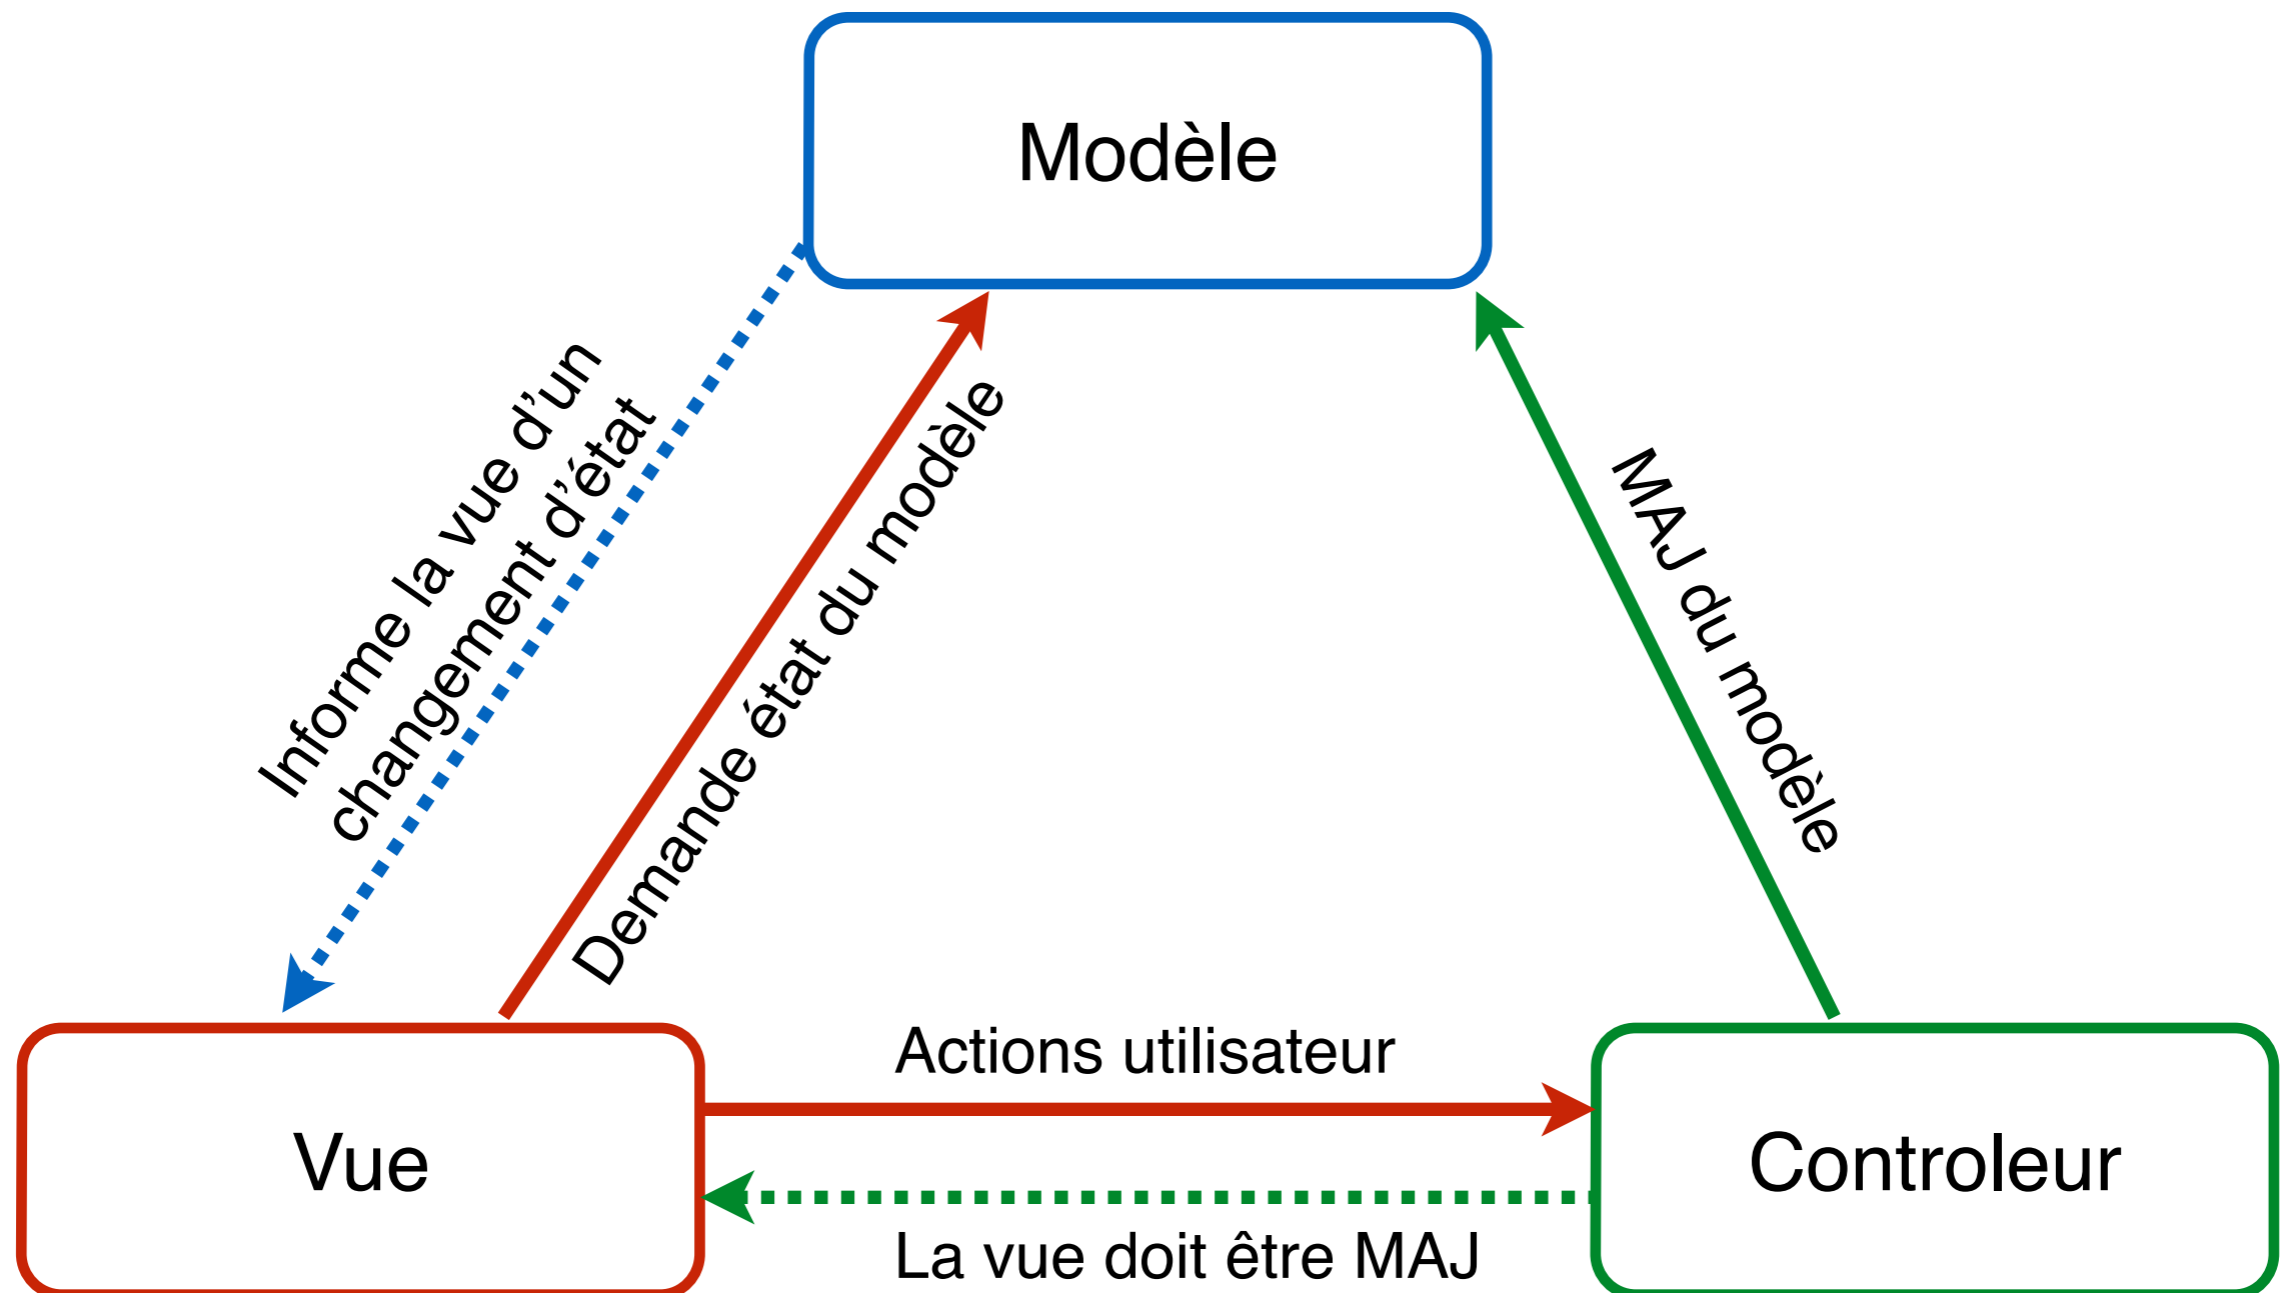 Modèle
Informe la vue d’un
changement d’état
Demande état du modèle
MAJ du modèle
Actions utilisateur
Vue
Controleur
La vue doit être MAJ